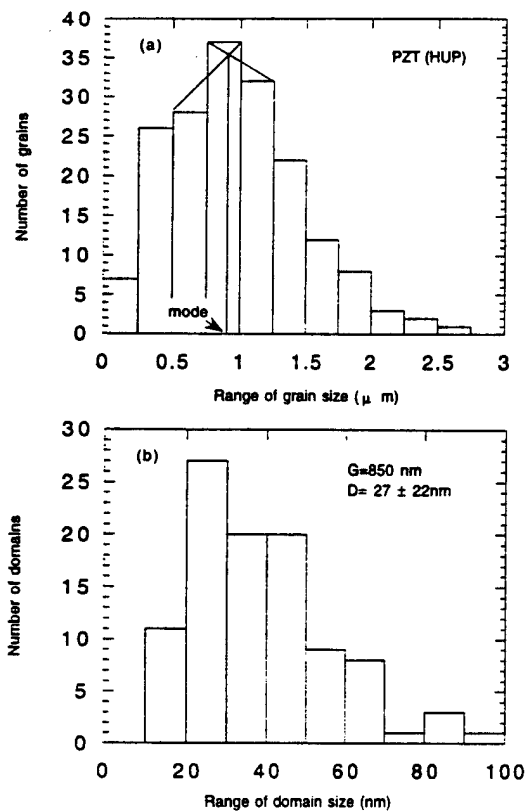 40
(a)
PZT (HUP)
35
30
25
20
15
10
5
0
Number of grains
mode
0 0.5 1 1.5 2 2.5 3
Range of grain size (μ m)
30
(b)
G=850 nm
D= 27 ± 22nm
25
20
15
10
5
0
Number of domains
20 40 60 80 100
Range of domain size (nm)